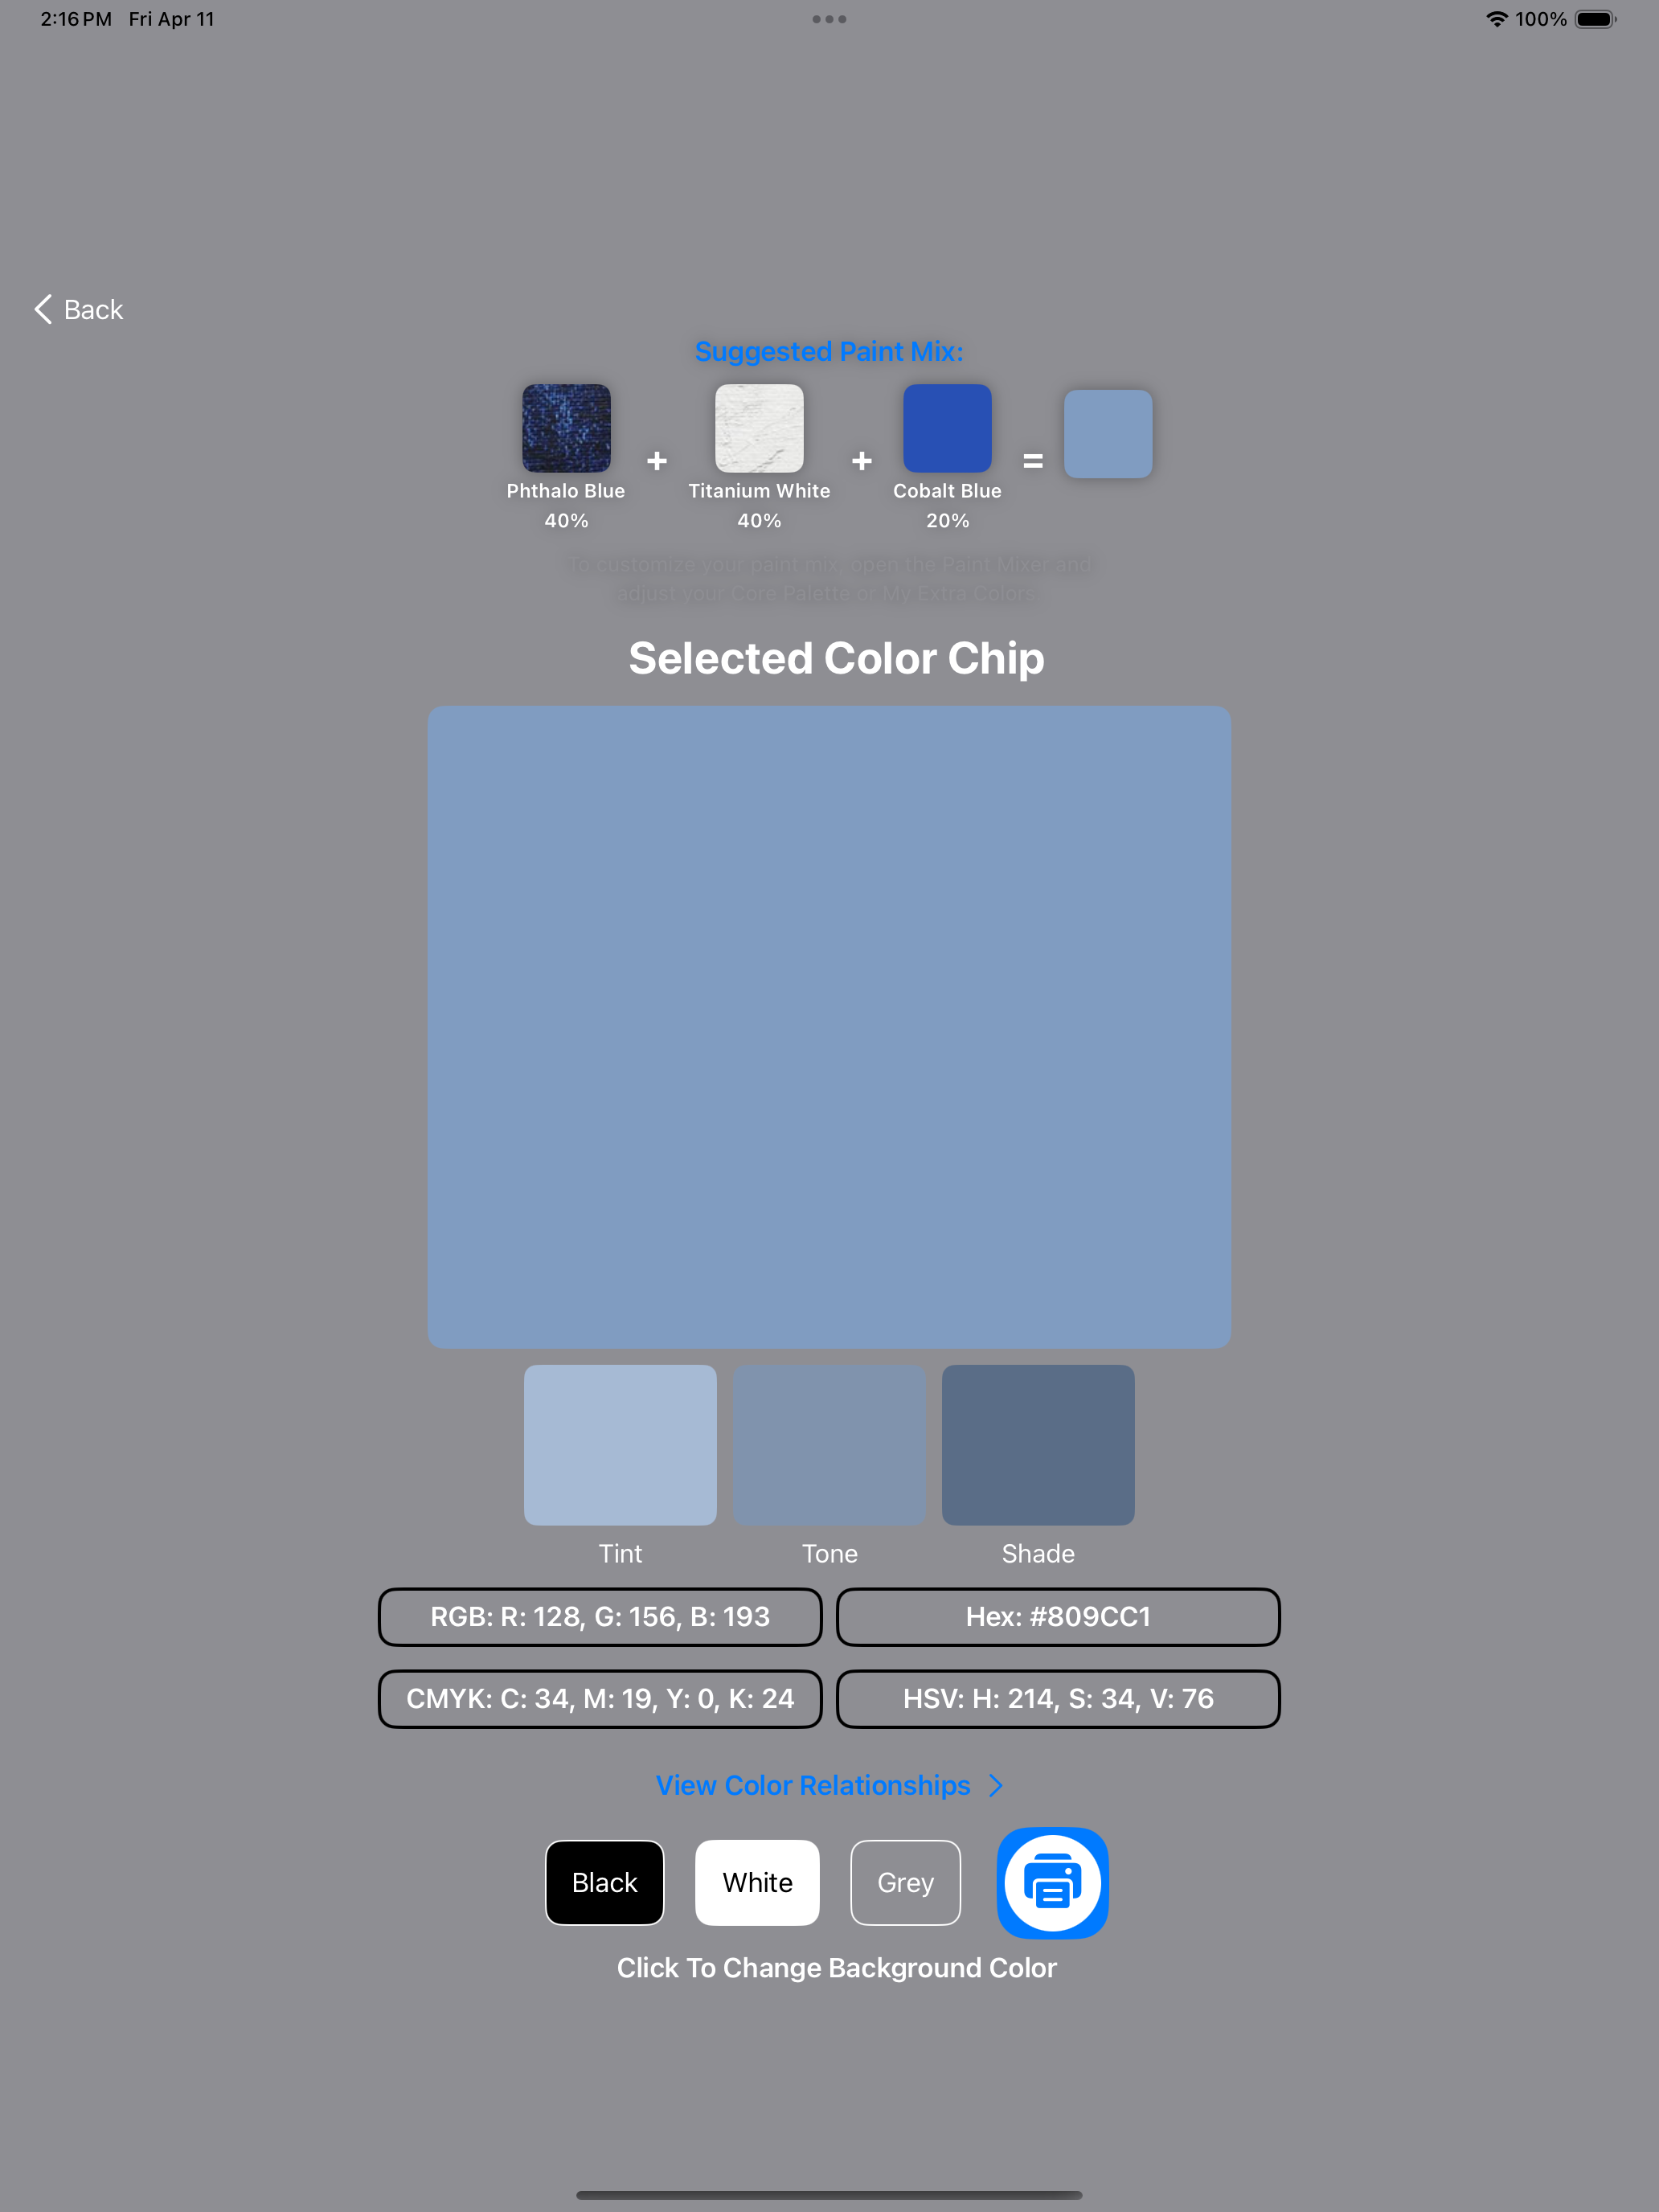 2:16 PM Fri Apr 11
100%
Back
Suggested Paint Mix:
+ + =
Phthalo Blue Titanium White Cobalt Blue
40% 40% 20%
To customize your paint mix, open the Paint Mixer and
adjust your Core Palette or My Extra Colors.
Selected Color Chip
Tint Tone Shade
RGB: R: 128, G: 156, B: 193 Hex: #809CC1
CMYK: C: 34, M: 19, Y: 0, K: 24 HSV: H: 214, S: 34, V: 76
View Color Relationships
Black White Grey
Click To Change Background Color